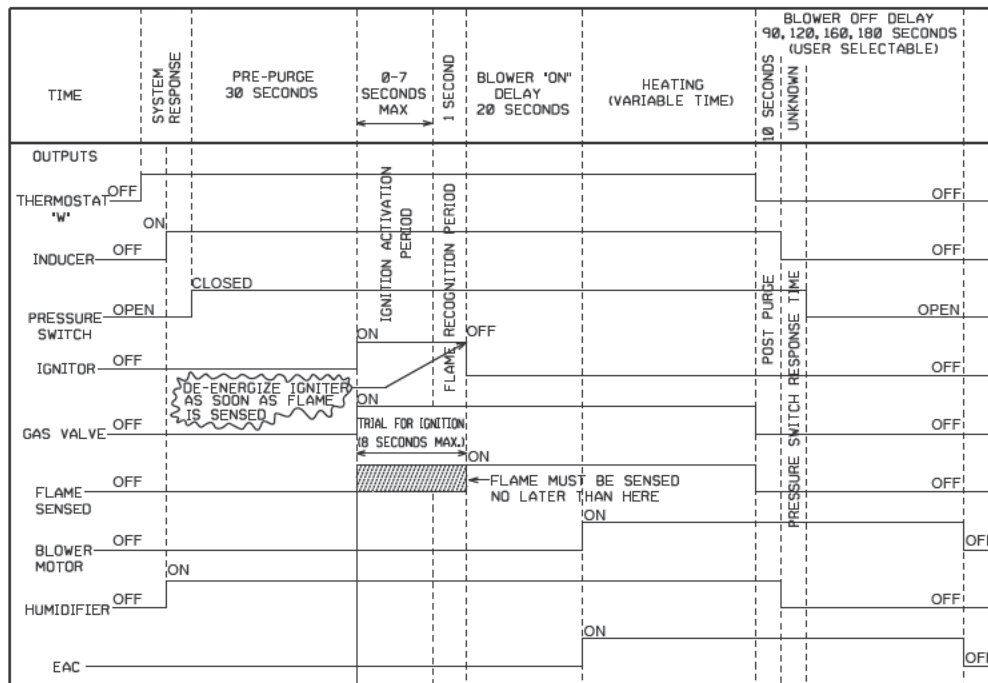 BLOWER OFF DELAY
90,120,160,180 SECONDS
(USER SELECTABLE)
TIME
SYSTEM
RESPONSE
PRE-PURGE
30 SECONDS
0-7
SECONDS
MAX
1 SECOND
BLOWER "ON"
DELAY
20 SECONDS
HEATING
(VARIABLE TIME)
10 SECONDS
UNKNOWN
OUTPUTS
THERMOSTAT
"W"
OFF
OFF
ON
INDUCER
OFF
OFF
IGNITION ACTIVATION
PERIOD
FLAME RECOGNITION PERIOD
POST PURGE
PRESSURE SWITCH RESPONSE TIME
CLOSED
PRESSURE
SWITCH
OPEN
OPEN
ON
OFF
IGNITOR
OFF
OFF
DE-ENERGIZE IGNITER
AS SOON AS FLAME
IS SENSED
ON
GAS VALVE
OFF
OFF
TRIAL FOR IGNITION
(8 SECONDS MAX.)
ON
FLAME
SENSED
OFF
OFF
FLAME MUST BE SENSED
NO LATER THAN HERE
ON
BLOWER
MOTOR
OFF
OFF
ON
HUMIDIFIER
OFF
OFF
ON
EAC
OFF